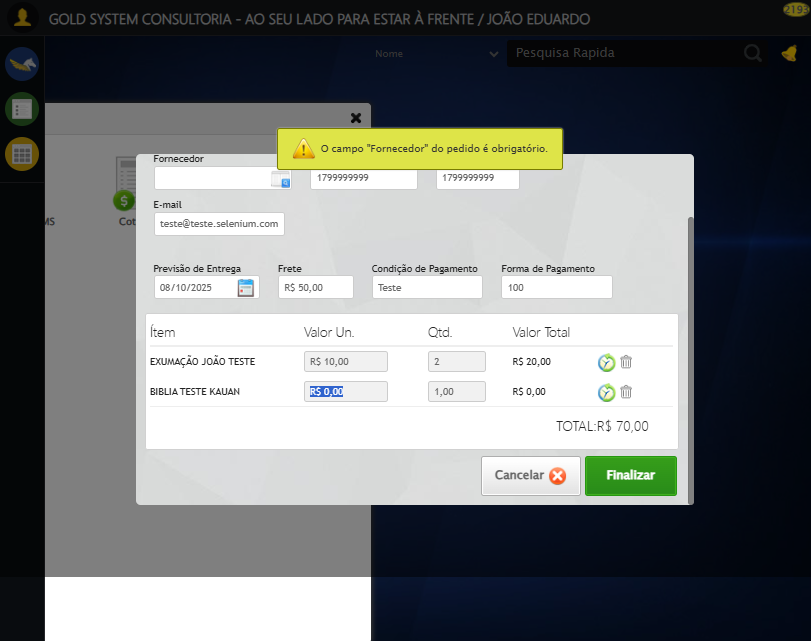 GOLD SYSTEM CONSULTORIA - AO SEU LADO PARA ESTAR À FRENTE / JOÃO EDUARDO
2193
Nome
Pesquisa Rapida
O campo "Fornecedor" do pedido é obrigatório.
Fornecedor
1799999999
1799999999
E-mail
teste@teste.selenium.com
MS
Cot
Previsão de Entrega
Frete
Condição de Pagamento
Forma de Pagamento
08/10/2025
R$ 50,00
Teste
100
Ítem
Valor Un.
Qtd.
Valor Total
EXUMAÇÃO JOÃO TESTE
R$ 10,00
2
R$ 20,00
BIBLIA TESTE KAUAN
R$ 0,00
1,00
R$ 0,00
TOTAL:R$ 70,00
Cancelar
Finalizar